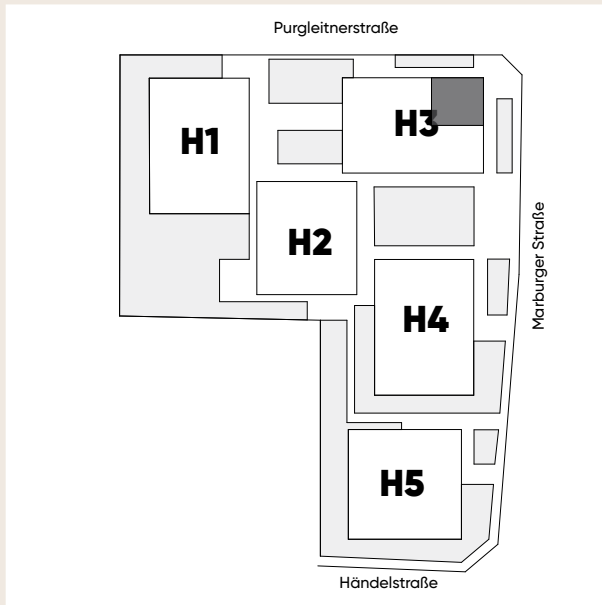 Purgleitnerstraße
H1
H3
H2
Marburger Straße
H4
H5
Händelstraße